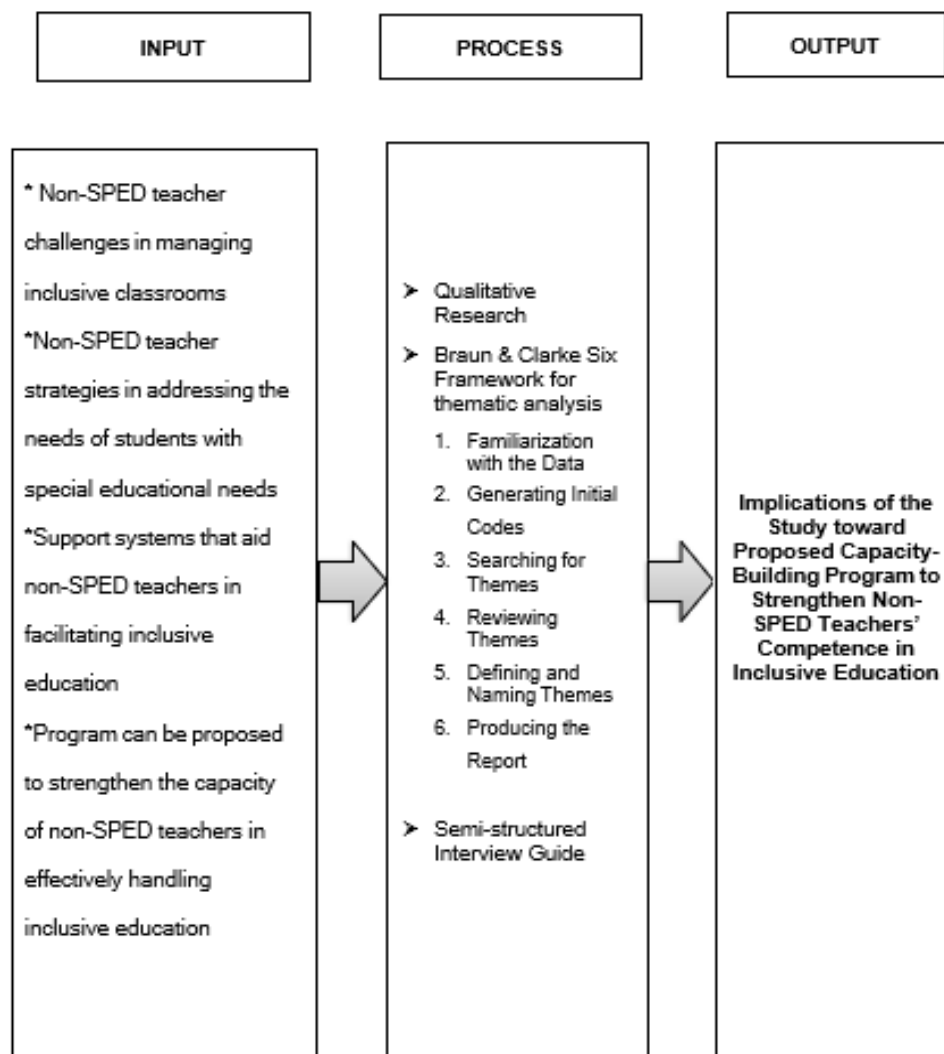 INPUT
PROCESS
OUTPUT
* Non-SPED teacher
challenges in managing
inclusive classrooms
*Non-SPED teacher
strategies in addressing the
needs of students with
special educational needs
*Support systems that aid
non-SPED teachers in
facilitating inclusive
education
*Program can be proposed
to strengthen the capacity
of non-SPED teachers in
effectively handling
inclusive education
➢ Qualitative
Research
➢ Braun & Clarke Six
Framework for
thematic analysis
1. Familiarization
with the Data
2. Generating Initial
Codes
3. Searching for
Themes
4. Reviewing
Themes
5. Defining and
Naming Themes
6. Producing the
Report
➢ Semi-structured
Interview Guide
Implications of the
Study toward
Proposed Capacity-
Building Program to
Strengthen Non-
SPED Teachers’
Competence in
Inclusive Education